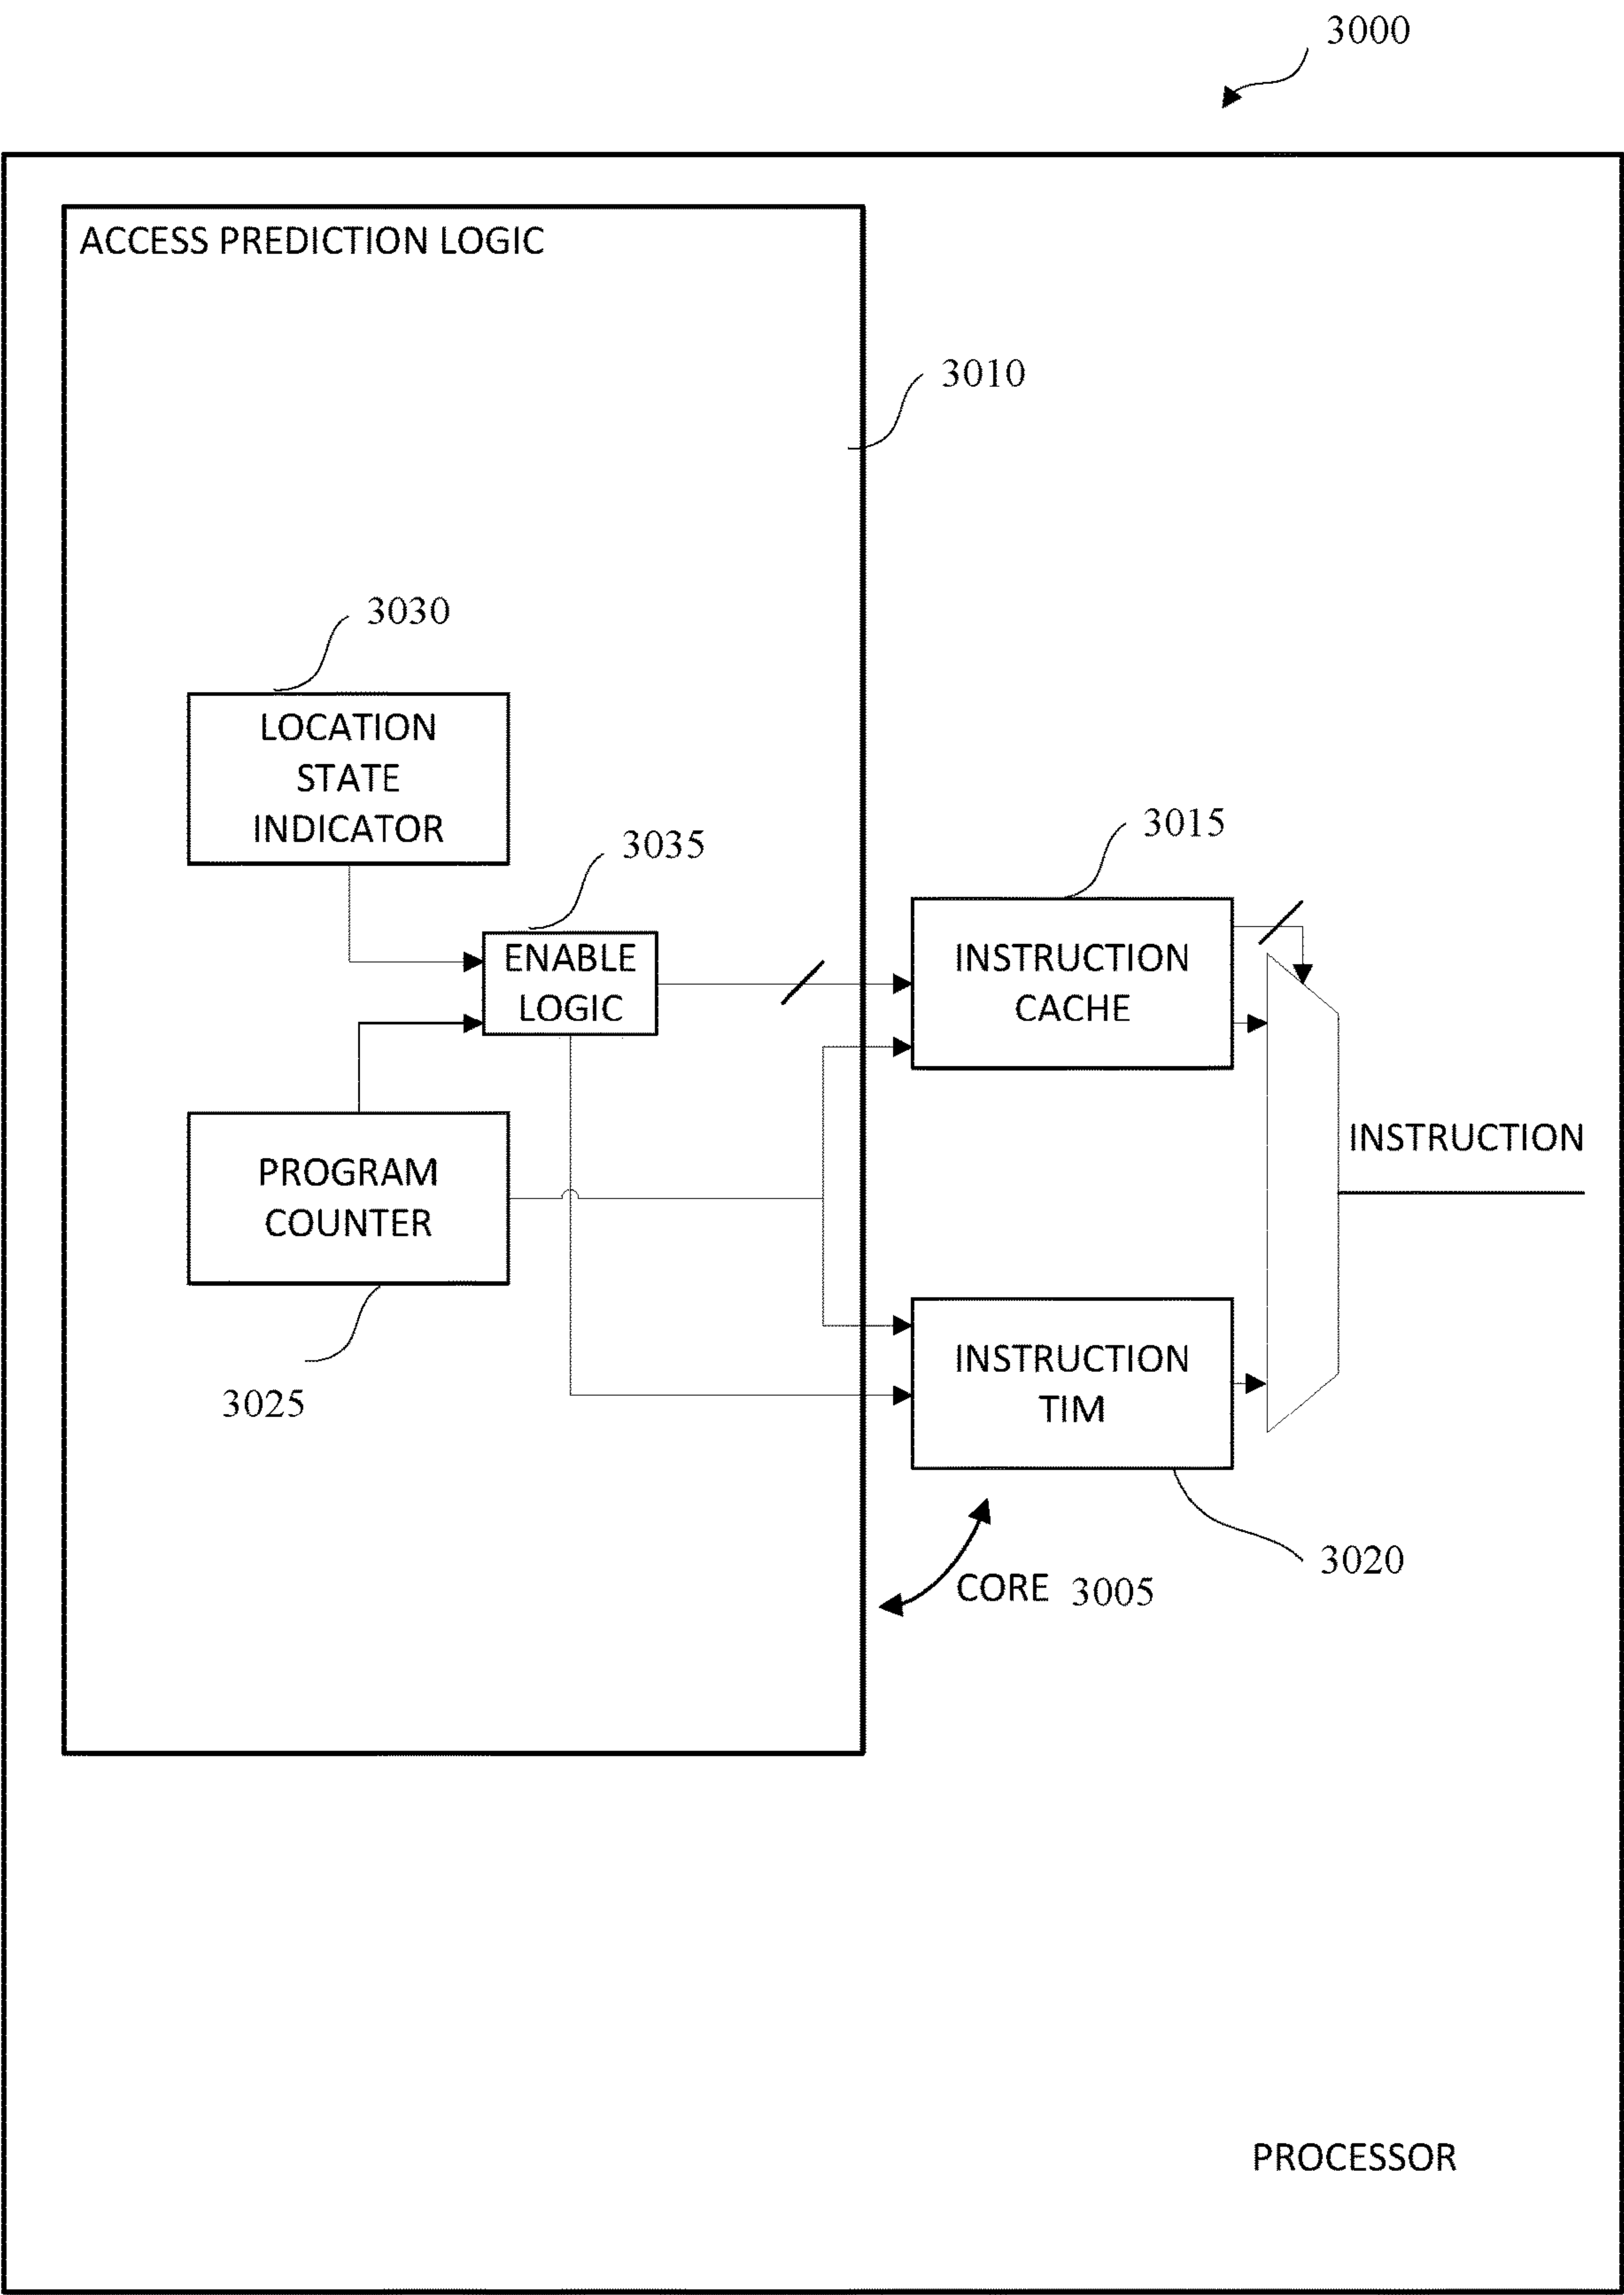 3000
ACCESS PREDICTION LOGIC
3010
3030
LOCATION
STATE
INDICATOR
3035
ENABLE
LOGIC
3015
INSTRUCTION
CACHE
PROGRAM
COUNTER
3025
INSTRUCTION
INSTRUCTION
TIM
3020
CORE 3005
PROCESSOR